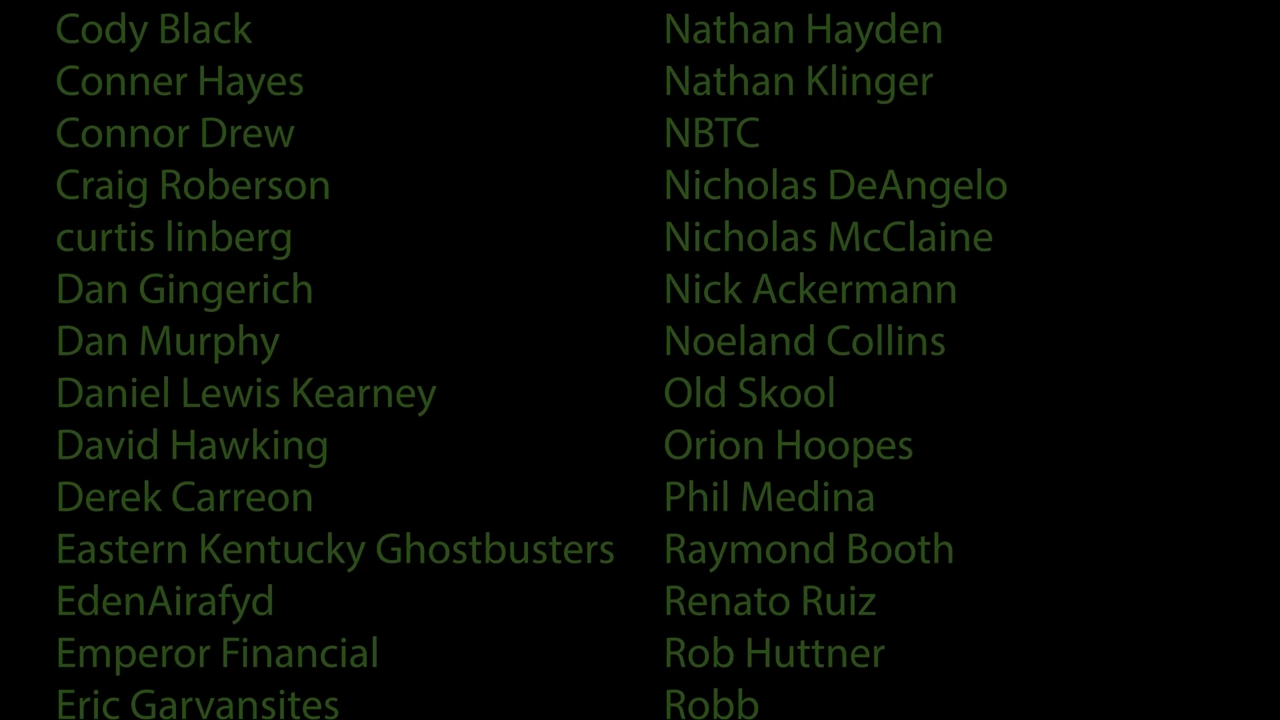 Cody Black
Conner Hayes
Connor Drew
Craig Roberson
curtis linberg
Dan Gingerich
Dan Murphy
Daniel Lewis Kearney
David Hawking
Derek Carreon
Eastern Kentucky Ghostbusters
EdenAirafyd
Emperor Financial
Eric Garvansites
Nathan Hayden
Nathan Klinger
NBTC
Nicholas DeAngelo
Nicholas McClaine
Nick Ackermann
Noeland Collins
Old Skool
Orion Hoopes
Phil Medina
Raymond Booth
Renato Ruiz
Rob Huttner
Robb